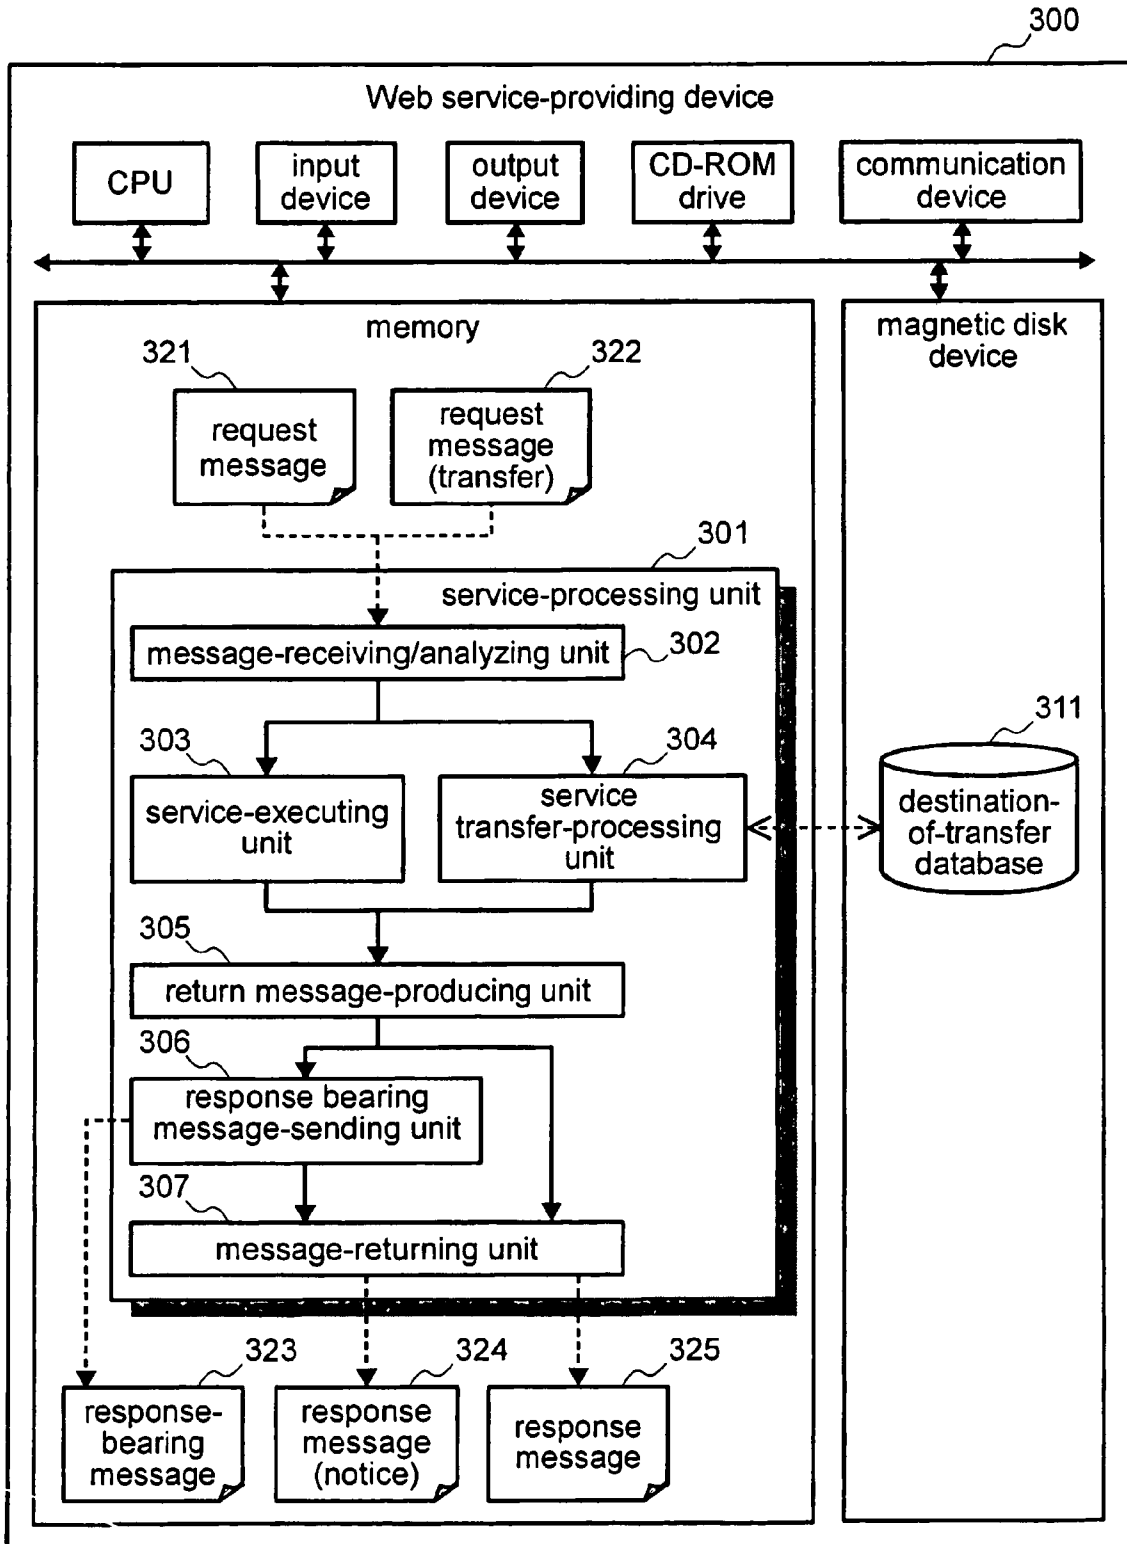 300
Web service-providing device
CPU
input
device
output
device
CD-ROM
drive
communication
device
memory
magnetic disk
device
321
322
request
message
request
message
(transfer)
301
service-processing unit
message-receiving/analyzing unit
302
303
304
311
service-executing
unit
service
transfer-processing
unit
destination-
of-transfer
database
305
return message-producing unit
306
response bearing
message-sending unit
307
message-returning unit
323
324
325
response-
bearing
message
response
message
(notice)
response
message